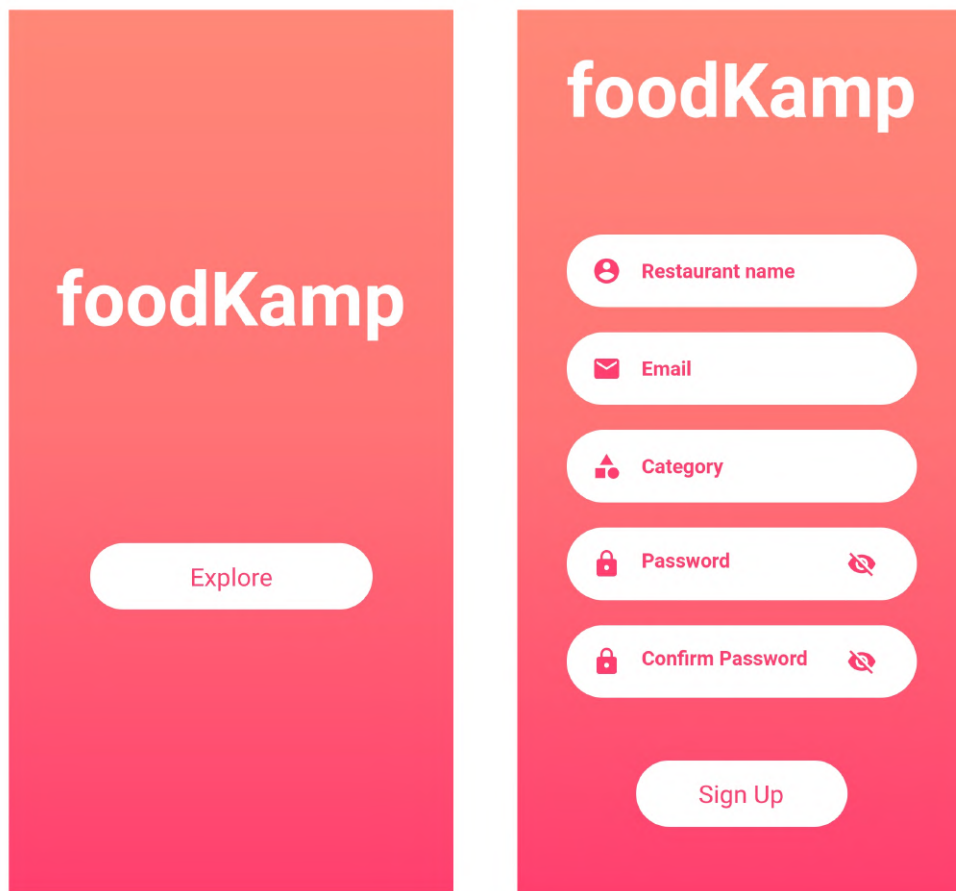 foodKamp
Explore
foodKamp
Restaurant name
Email
Category
Password
Confirm Password
Sign Up